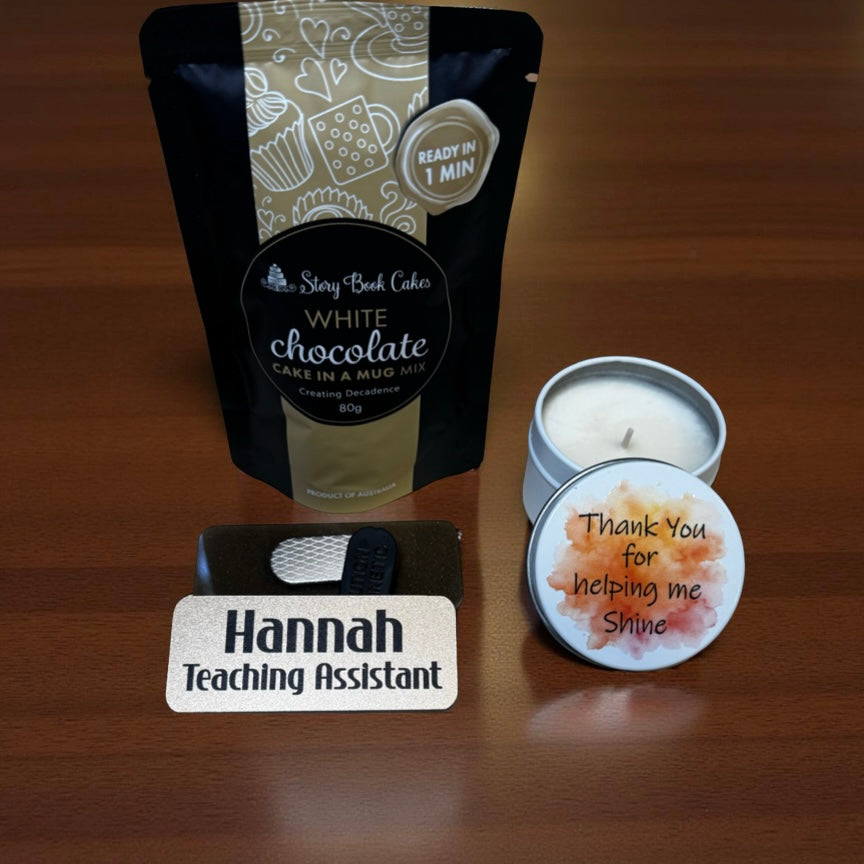 READY IN
1 MIN
Story Book Cakes
WHITE
chocolate
CAKE IN A MUG MIX
Creating Decadence
80g
PRODUCT OF AUSTRALIA
Thank You
for
helping me
Shine
Hannah
Teaching Assistant